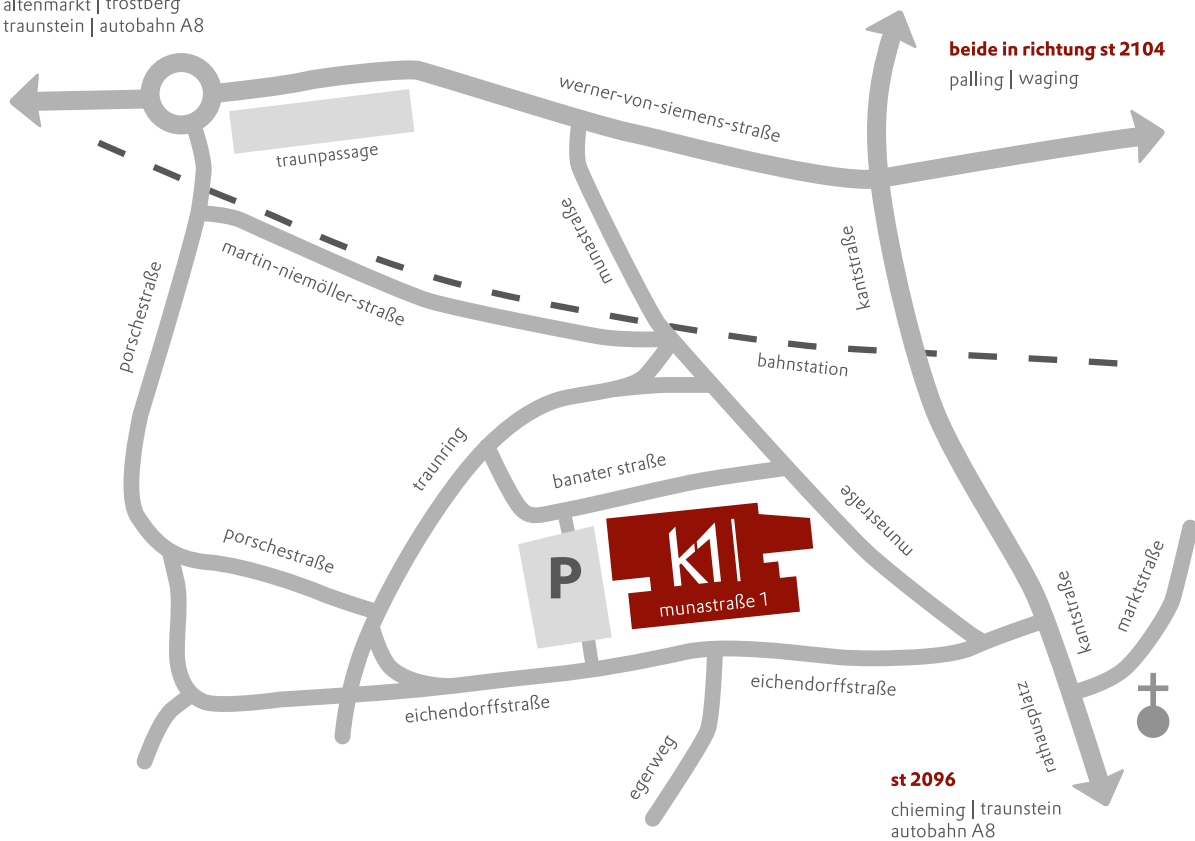 altenmarkt | trostberg
traunstein | autobahn A8
beide in richtung st 2104
palling | waging
werner-von-siemens-straße
traunpassage
munastraße
kantstraße
martin-niemöller-straße
porschestraße
bahnstation
traunring
banater straße
munastraße
porschestraße
P
k1
munastraße 1
kantstraße
marktstraße
eichendorffstraße
eichendorffstraße
rathausplatz
egerweg
st 2096
chieming | traunstein
autobahn A8